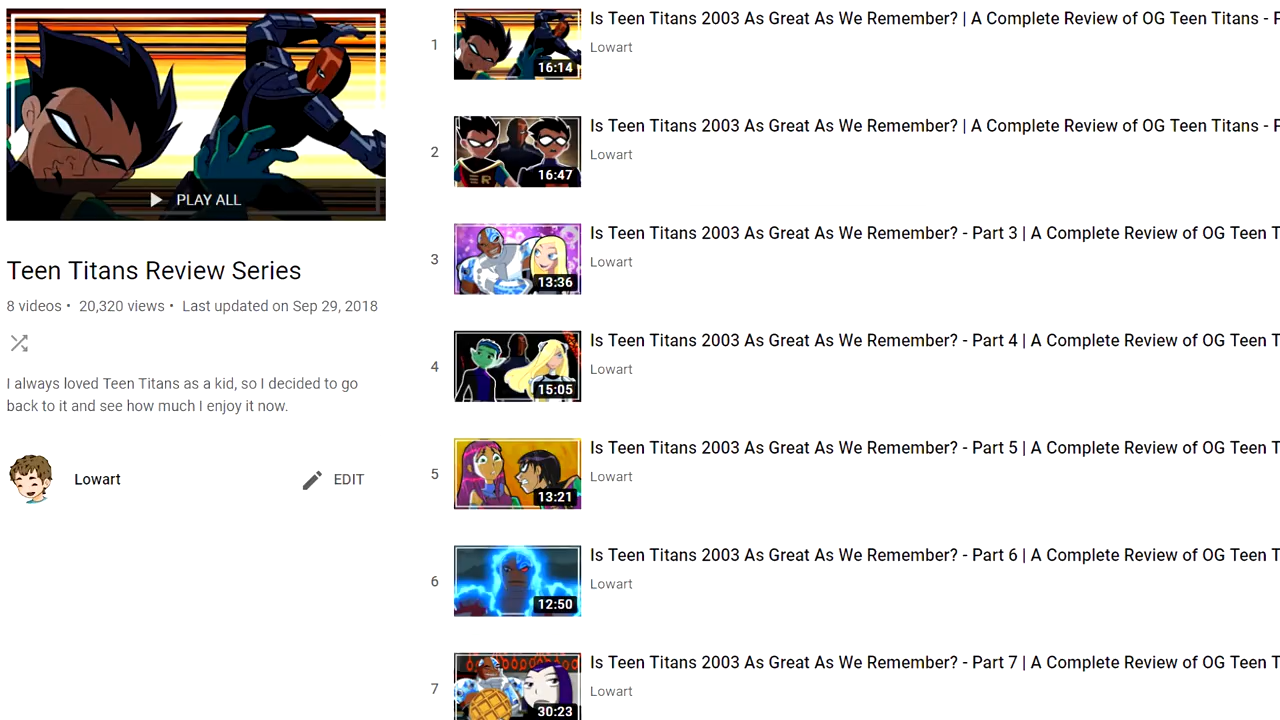 PLAY ALL
Teen Titans Review Series
8 videos • 20,320 views • Last updated on Sep 29, 2018
I always loved Teen Titans as a kid, so I decided to go
back to it and see how much I enjoy it now.
Lowart
EDIT
1
16:14
Is Teen Titans 2003 As Great As We Remember? | A Complete Review of OG Teen Titans - P
Lowart
2
16:47
Is Teen Titans 2003 As Great As We Remember? | A Complete Review of OG Teen Titans - P
Lowart
3
13:36
Is Teen Titans 2003 As Great As We Remember? - Part 3 | A Complete Review of OG Teen T
Lowart
4
15:05
Is Teen Titans 2003 As Great As We Remember? - Part 4 | A Complete Review of OG Teen T
Lowart
5
13:21
Is Teen Titans 2003 As Great As We Remember? - Part 5 | A Complete Review of OG Teen T
Lowart
6
12:50
Is Teen Titans 2003 As Great As We Remember? - Part 6 | A Complete Review of OG Teen T
Lowart
7
30:23
Is Teen Titans 2003 As Great As We Remember? - Part 7 | A Complete Review of OG Teen T
Lowart